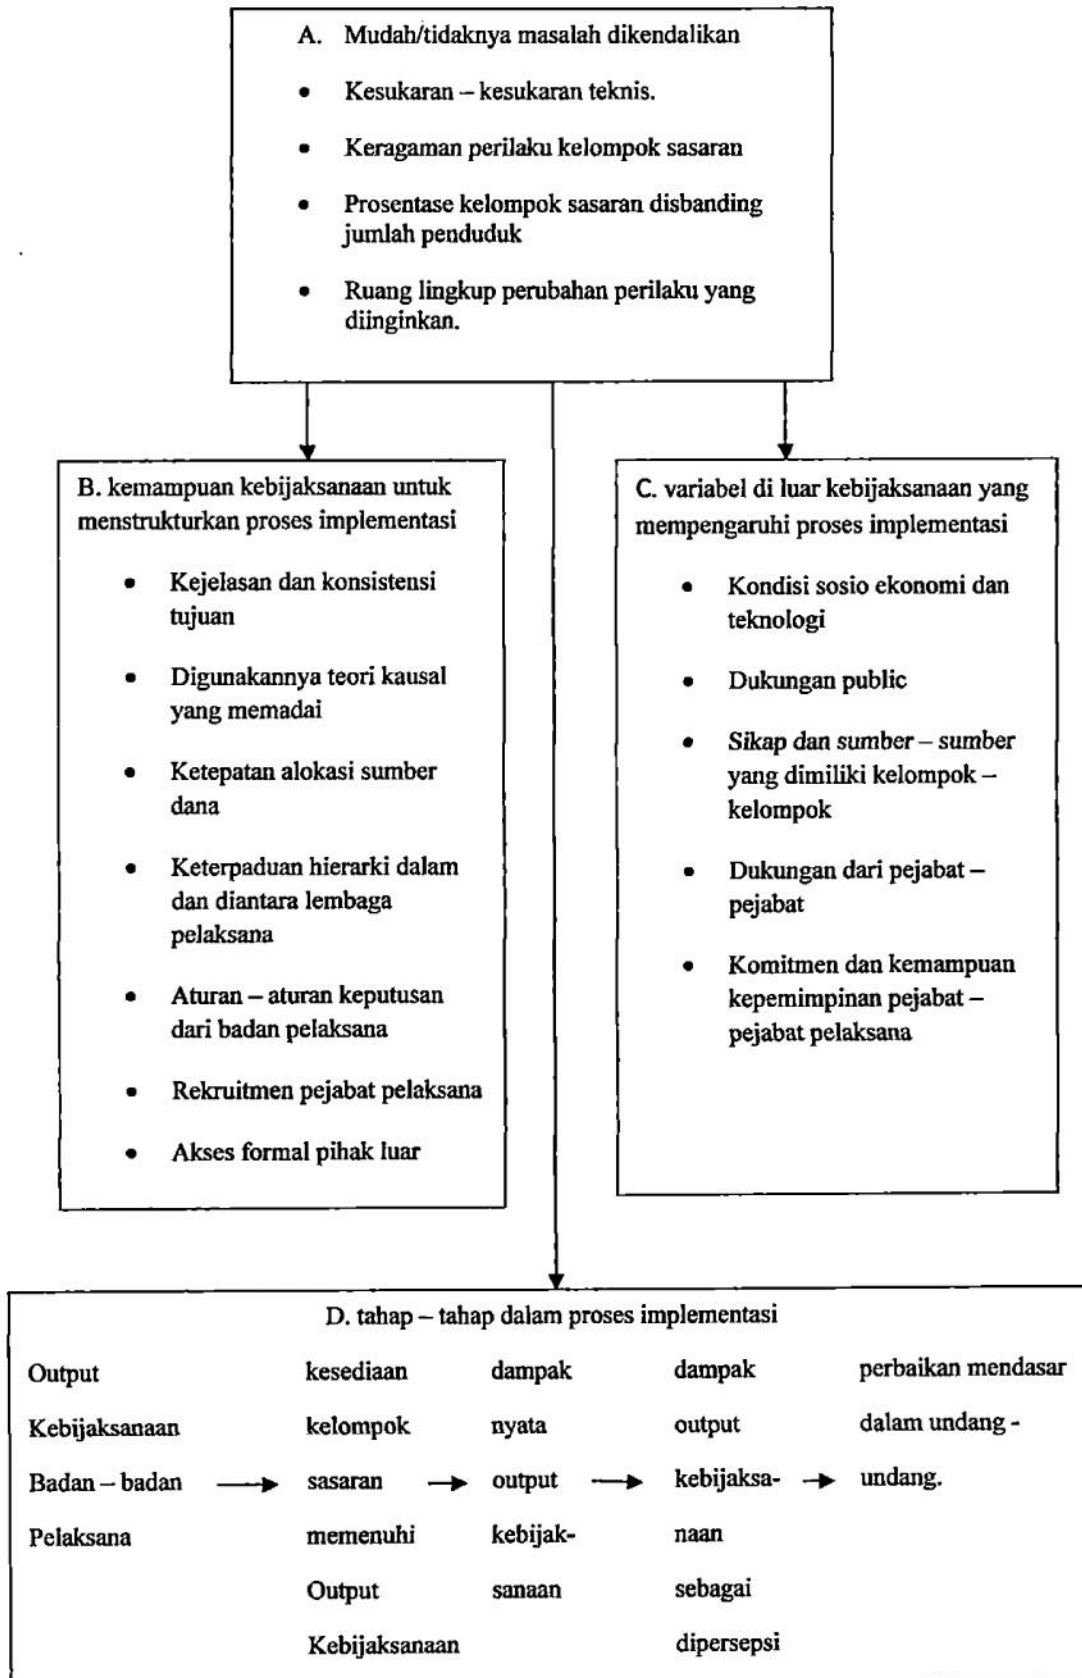 A. Mudah/tidaknya masalah dikendalikan
• Kesukaran – kesukaran teknis.
• Keragaman perilaku kelompok sasaran
• Prosentase kelompok sasaran disbanding
jumlah penduduk
• Ruang lingkup perubahan perilaku yang
diinginkan.
B. kemampuan kebijaksanaan untuk
menstrukturkan proses implementasi
• Kejelasan dan konsistensi
tujuan
• Digunakannya teori kausal
yang memadai
• Ketepatan alokasi sumber
dana
• Keterpaduan hierarki dalam
dan diantara lembaga
pelaksana
• Aturan – aturan keputusan
dari badan pelaksana
• Rekruitmen pejabat pelaksana
• Akses formal pihak luar
C. variabel di luar kebijaksanaan yang
mempengaruhi proses implementasi
• Kondisi sosio ekonomi dan
teknologi
• Dukungan public
• Sikap dan sumber – sumber
yang dimiliki kelompok –
kelompok
• Dukungan dari pejabat –
pejabat
• Komitmen dan kemampuan
kepemimpinan pejabat –
pejabat pelaksana
D. tahap – tahap dalam proses implementasi
Output
Kebijaksanaan
Badan – badan
Pelaksana
kesediaan
kelompok
sasaran
memenuhi
Output
Kebijaksanaan
dampak
nyata
output
kebijak-
sanaan
dampak
output
kebijaksa-
naan
sebagai
dipersepsi
perbaikan mendasar
dalam undang -
undang.